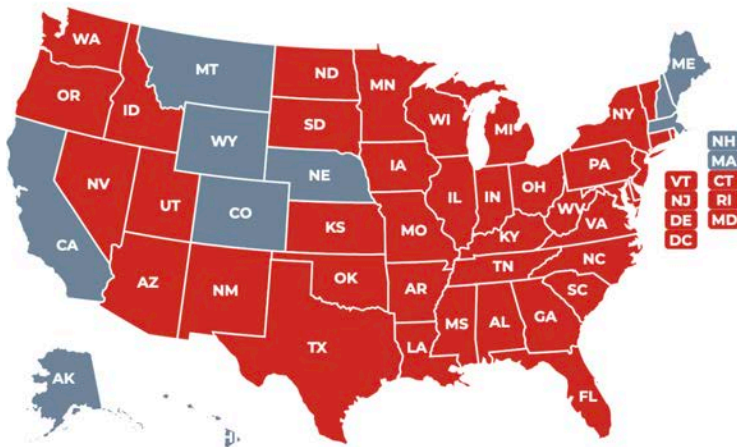 WA
MT
ND
MN
ME
OR
ID
WI
NY
SD
MI
WY
NH
IA
PA
MA
NE
NV
OH
VT CT
IL
IN
UT
CO
NJ RI
WV
VA
KS
MO
KY
DE MD
CA
DC
NC
TN
AZ
OK
NM
AR
SC
MS
AL
GA
TX
LA
AK
FL
H